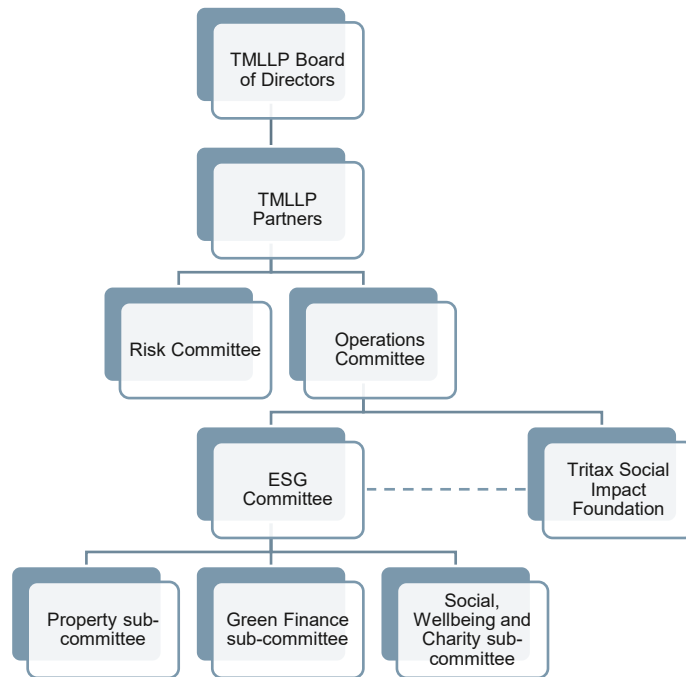 TMLLP Board
of Directors
TMLLP
Partners
Risk Committee
Operations
Committee
ESG
Committee
Tritax Social
Impact
Foundation
Property sub-
committee
Green Finance
sub-committee
Social,
Wellbeing and
Charity sub-
committee